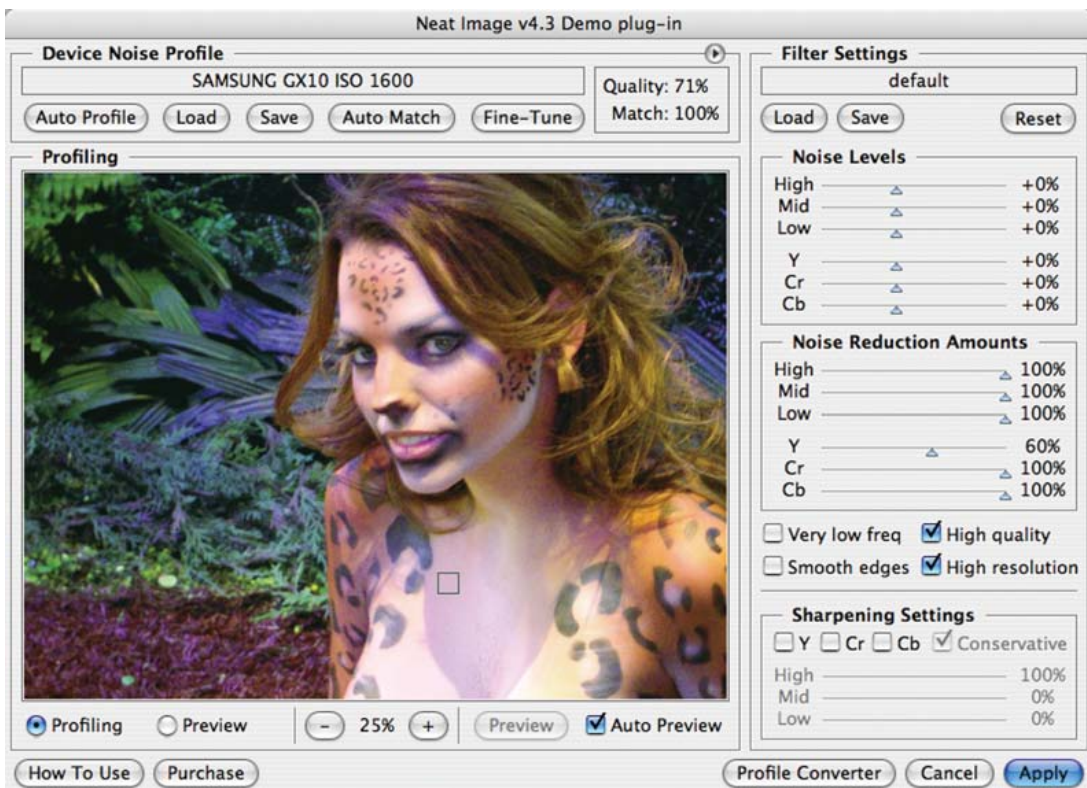 Neat Image v4.3 Demo plug-in
Device Noise Profile
SAMSUNG GX10 ISO 1600
Quality: 71%
Match: 100%
Auto Profile Load Save Auto Match Fine-Tune
Profiling
Profiling Preview - 25% + Preview Auto Preview
Filter Settings
default
Load Save Reset
Noise Levels
High +0%
Mid +0%
Low +0%
Y +0%
Cr +0%
Cb +0%
Noise Reduction Amounts
High 100%
Mid 100%
Low 100%
Y 60%
Cr 100%
Cb 100%
Very low freq High quality
Smooth edges High resolution
Sharpening Settings
Y Cr Cb Conservative
High 100%
Mid 0%
Low 0%
How To Use Purchase Profile Converter Cancel Apply